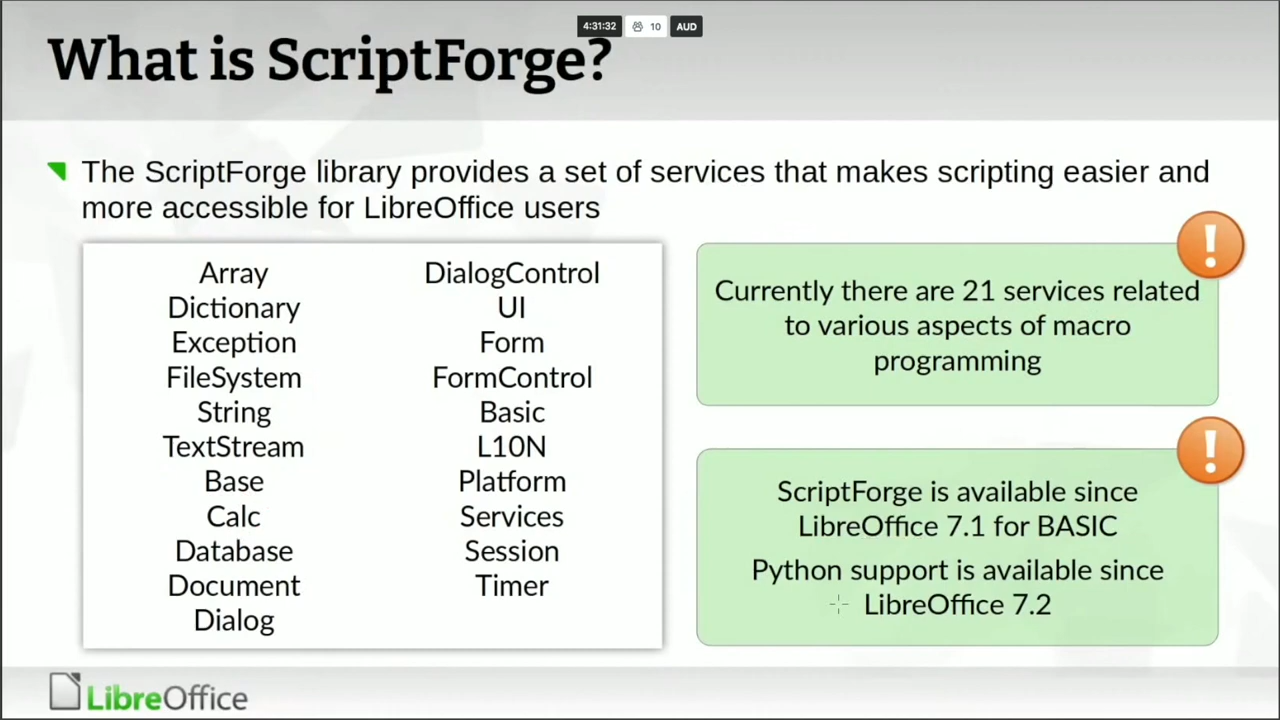 4:31:32 10 AUD
What is ScriptForge?
The ScriptForge library provides a set of services that makes scripting easier and
more accessible for LibreOffice users
Array
Dictionary
Exception
FileSystem
String
TextStream
Base
Calc
Database
Document
Dialog
DialogControl
UI
Form
FormControl
Basic
L10N
Platform
Services
Session
Timer
!
Currently there are 21 services related
to various aspects of macro
programming
!
ScriptForge is available since
LibreOffice 7.1 for BASIC
Python support is available since
LibreOffice 7.2
LibreOffice